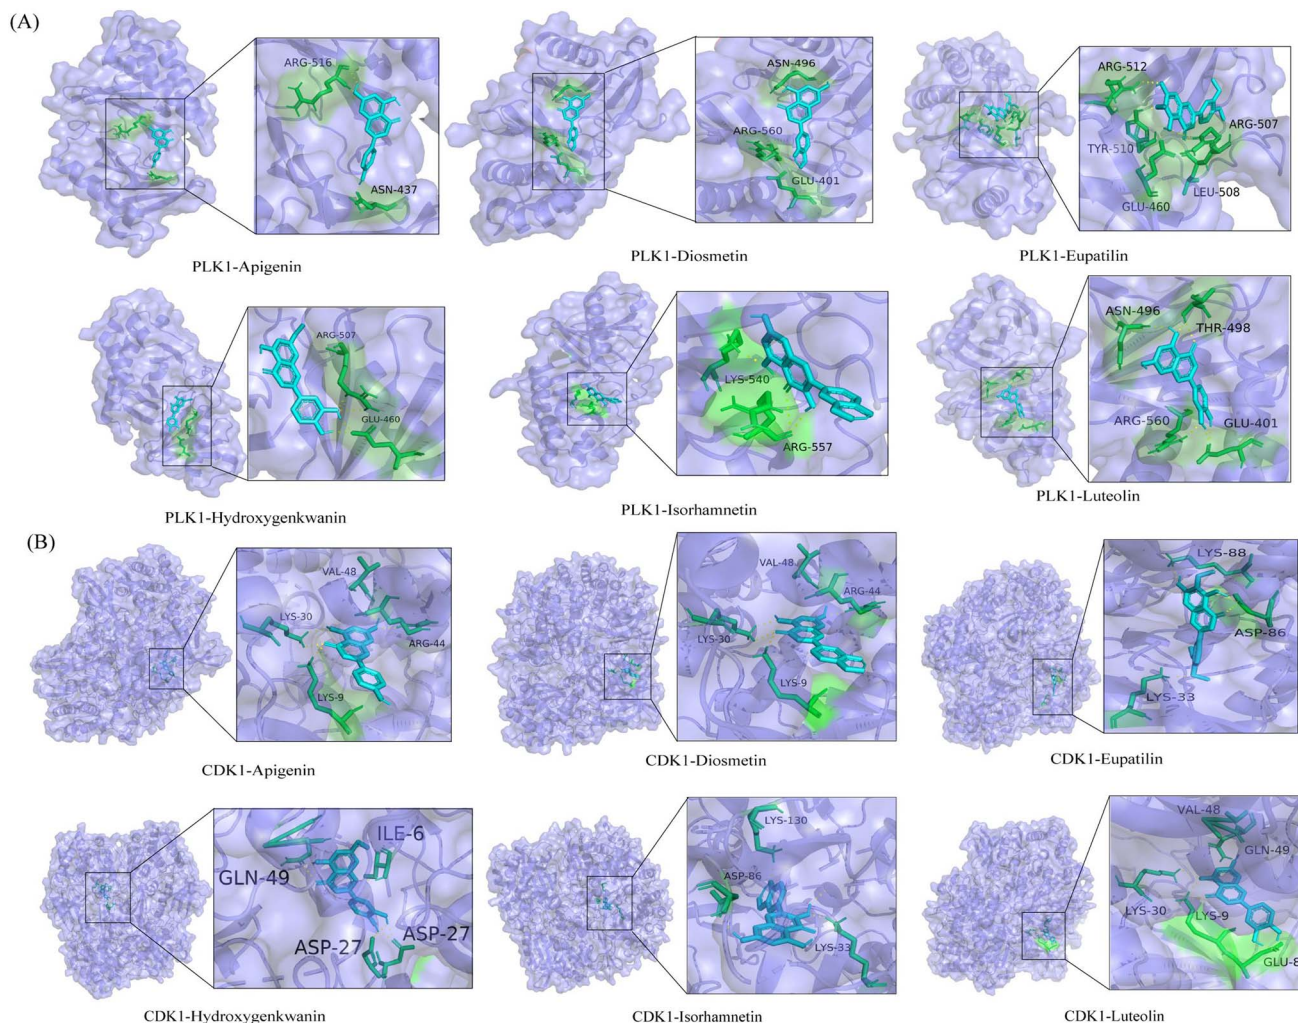 (A)
ARG-516
ASN-437
PLK1-Apigenin
ASN-496
ARG-560
GLU-401
PLK1-Diosmetin
ARG-512
ARG-507
TYR-510
LEU-508
GLU-460
PLK1-Eupatilin
ARG-507
GLU-460
PLK1-Hydroxygenkwanin
LYS-540
ARG-557
PLK1-Isorhamnetin
ASN-496
THR-498
ARG-560
GLU-401
PLK1-Luteolin
(B)
VAL-48
LYS-30
ARG-44
LYS-9
CDK1-Apigenin
VAL-48
ARG-44
LYS-30
LYS-9
CDK1-Diosmetin
LYS-88
ASP-86
LYS-33
CDK1-Eupatilin
ILE-6
GLN-49
ASP-27
ASP-27
CDK1-Hydroxygenkwanin
LYS-130
ASP-86
LYS-33
CDK1-Isorhamnetin
VAL-48
GLN-49
LYS-30
LYS-9
GLU-8
CDK1-Luteolin